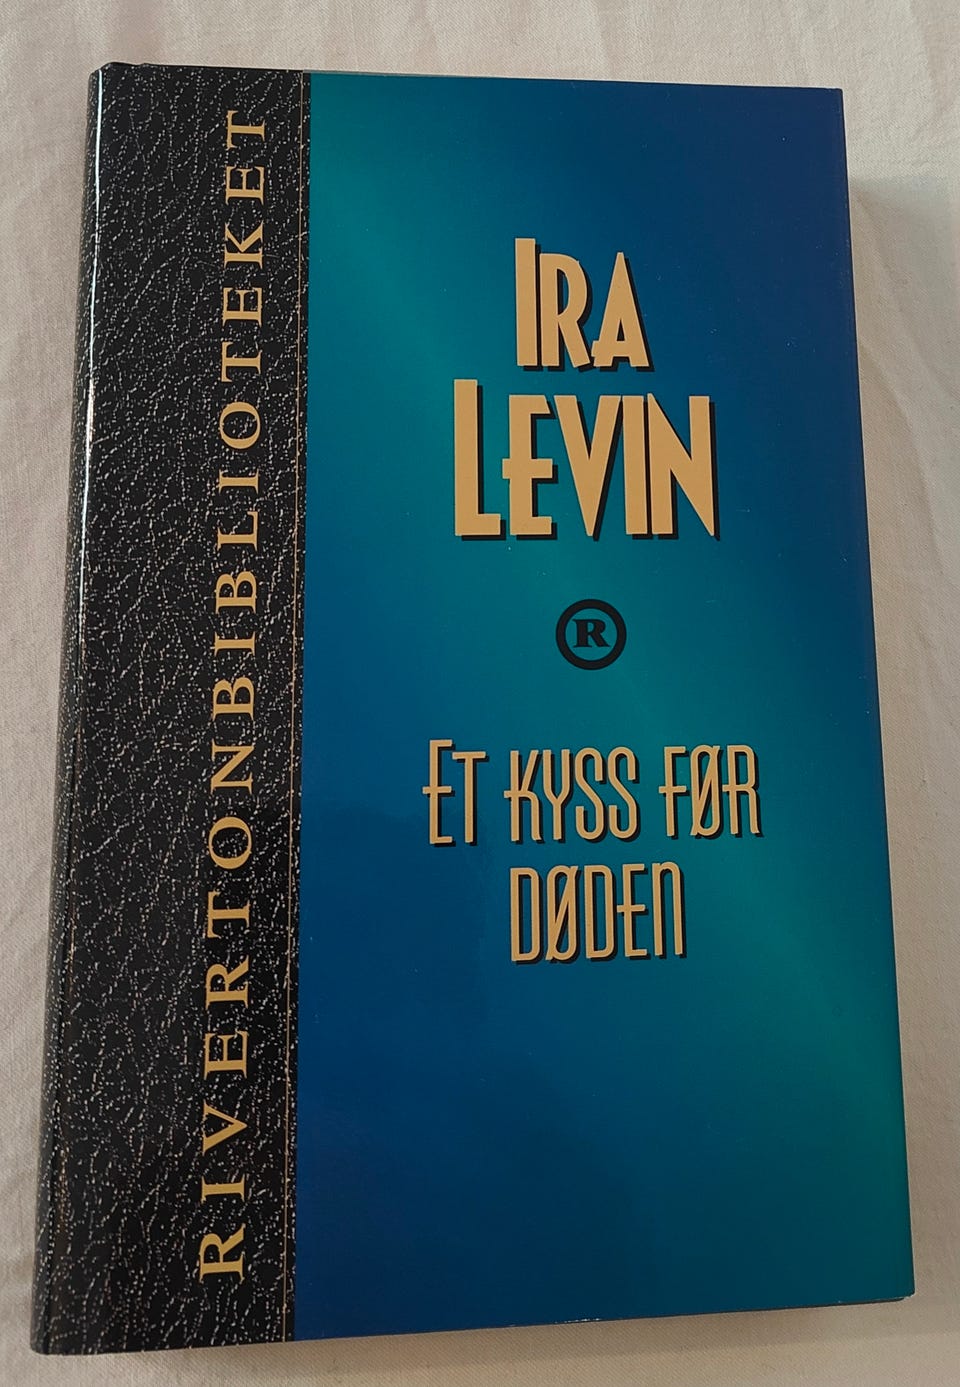 RIVERTONBIBLIOTEKET
IRA
LEVIN
R
ET KYSS FØR
DØDEN